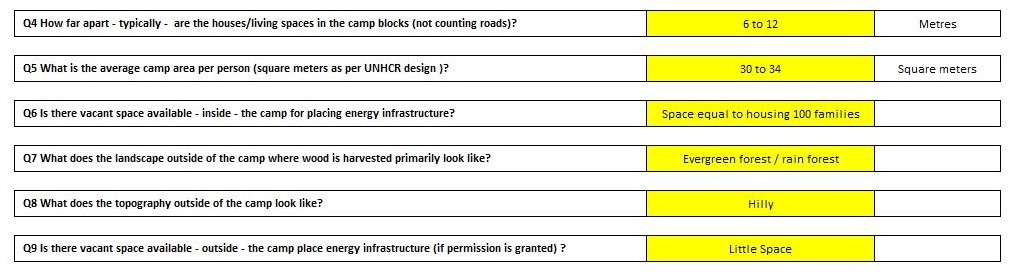 Q4 How far apart - typically -  are the houses/living spaces in the camp blocks (not counting roads)? 6 to 12 Metres
Q5 What is the average camp area per person (square meters as per UNHCR design )? 30 to 34 Square meters
Q6 Is there vacant space available - inside - the camp for placing energy infrastructure? Space equal to housing 100 families
Q7 What does the landscape outside of the camp where wood is harvested primarily look like? Evergreen forest / rain forest
Q8 What does the topography outside of the camp look like? Hilly
Q9 Is there vacant space available - outside - the camp place energy infrastructure (if permission is granted) ? Little Space